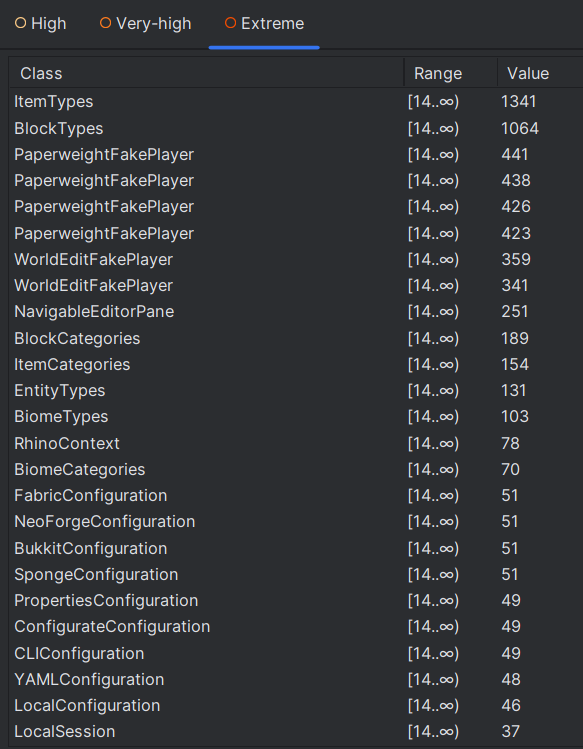 High Very-high Extreme
Class Range Value
ItemTypes [14..∞) 1341
BlockTypes [14..∞) 1064
PaperweightFakePlayer [14..∞) 441
PaperweightFakePlayer [14..∞) 438
PaperweightFakePlayer [14..∞) 426
PaperweightFakePlayer [14..∞) 423
WorldEditFakePlayer [14..∞) 359
WorldEditFakePlayer [14..∞) 341
NavigableEditorPane [14..∞) 251
BlockCategories [14..∞) 189
ItemCategories [14..∞) 154
EntityTypes [14..∞) 131
BiomeTypes [14..∞) 103
RhinoContext [14..∞) 78
BiomeCategories [14..∞) 70
FabricConfiguration [14..∞) 51
NeoForgeConfiguration [14..∞) 51
BukkitConfiguration [14..∞) 51
SpongeConfiguration [14..∞) 51
PropertiesConfiguration [14..∞) 49
ConfigurateConfiguration [14..∞) 49
CLIConfiguration [14..∞) 49
YAMLConfiguration [14..∞) 48
LocalConfiguration [14..∞) 46
LocalSession [14..∞) 37